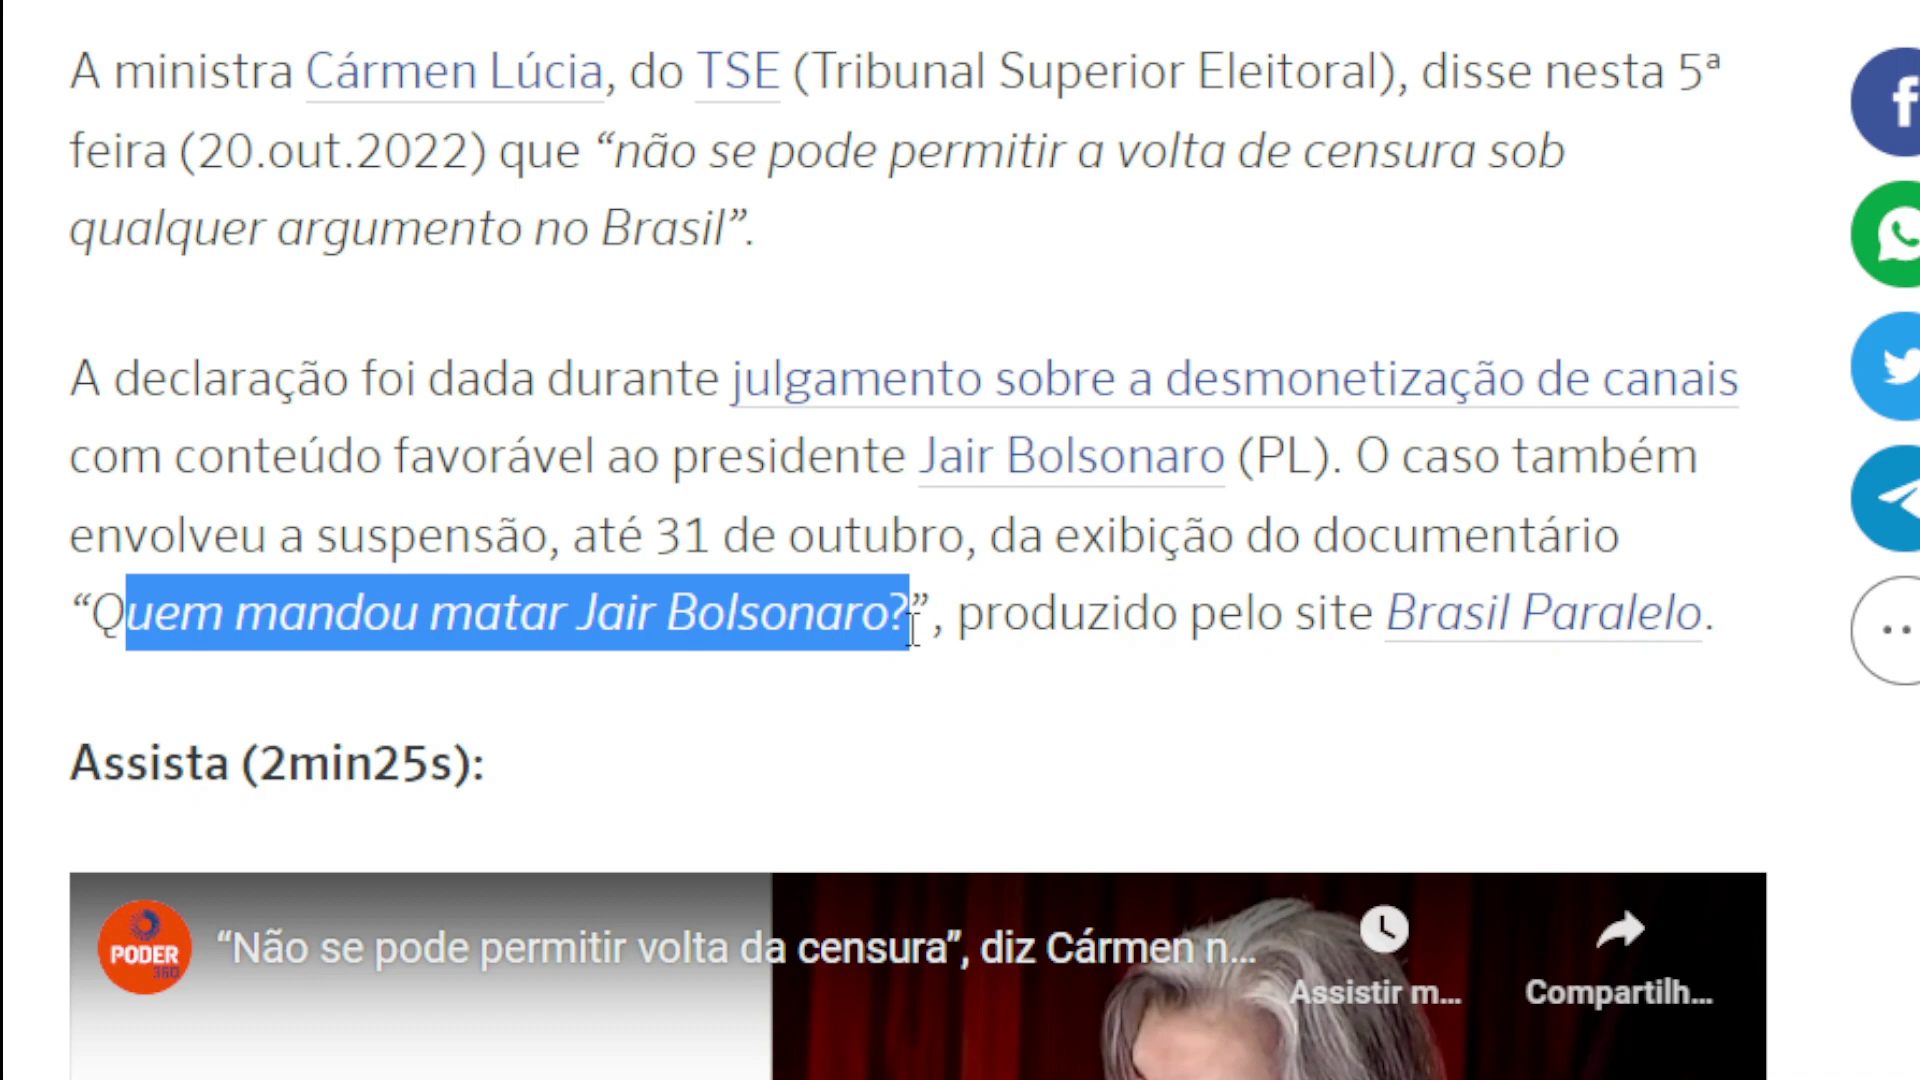 A ministra Cármen Lúcia, do TSE (Tribunal Superior Eleitoral), disse nesta 5ª
feira (20.out.2022) que “não se pode permitir a volta de censura sob
qualquer argumento no Brasil”.
A declaração foi dada durante julgamento sobre a desmonetização de canais
com conteúdo favorável ao presidente Jair Bolsonaro (PL). O caso também
envolveu a suspensão, até 31 de outubro, da exibição do documentário
“Quem mandou matar Jair Bolsonaro?”, produzido pelo site Brasil Paralelo.
Assista (2min25s):
PODER
360
“Não se pode permitir volta da censura”, diz Cármen n...
Assistir m...
Compartilh...